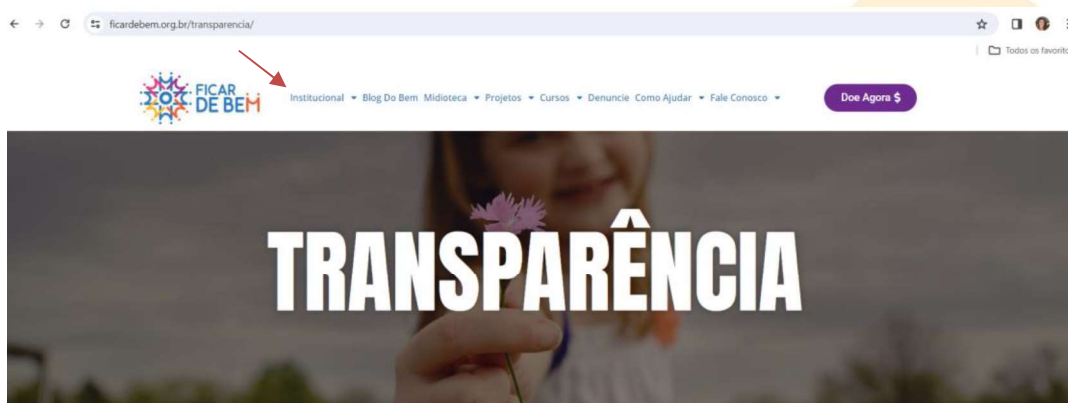 ficardebem.org.br/transparencia/
Todos os favorito
FICAR
DE BEM
Institucional Blog Do Bem Midioteca Projetos Cursos Denuncie Como Ajudar Fale Conosco
Doe Agora $
TRANSPARÊNCIA